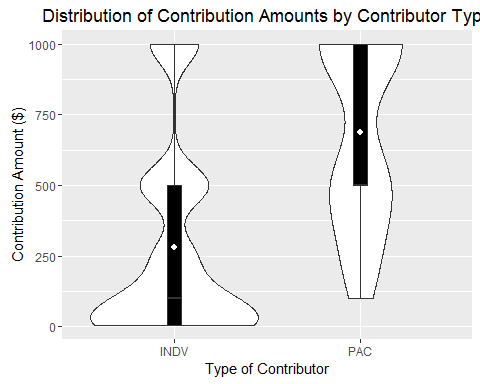 Distribution of Contribution Amounts by Contributor Typ
1000
750
500
250
0
Contribution Amount ($)
INDV
PAC
Type of Contributor